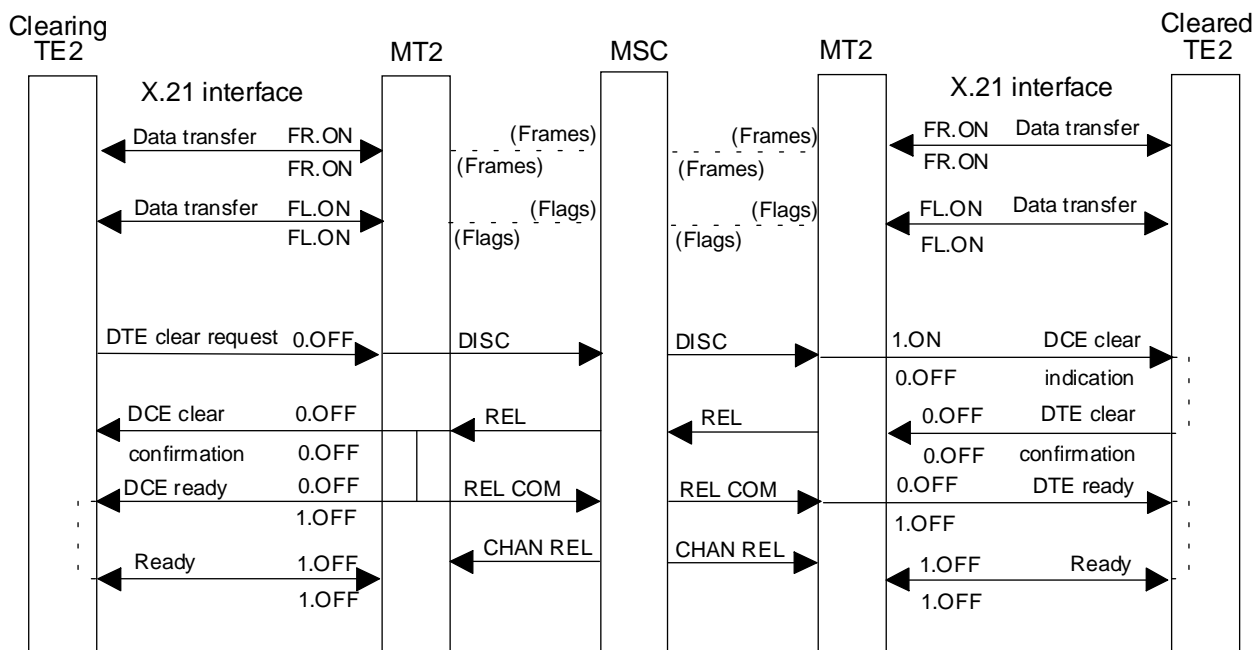 Clearing
TE2
MT2
MSC
MT2
Cleared
TE2
X.21 interface
X.21 interface
Data transfer FR.ON (Frames) (Frames) FR.ON Data transfer
FR.ON (Frames) (Frames) FR.ON
Data transfer FL.ON (Flags) (Flags) FL.ON Data transfer
FL.ON (Flags) (Flags) FL.ON
DTE clear request 0.OFF DISC DISC 1.ON DCE clear
0.OFF indication
DCE clear 0.OFF REL REL 0.OFF DTE clear
confirmation 0.OFF 0.OFF confirmation
DCE ready 0.OFF REL COM REL COM 0.OFF DTE ready
1.OFF 1.OFF
CHAN REL CHAN REL
Ready 1.OFF 1.OFF Ready
1.OFF 1.OFF